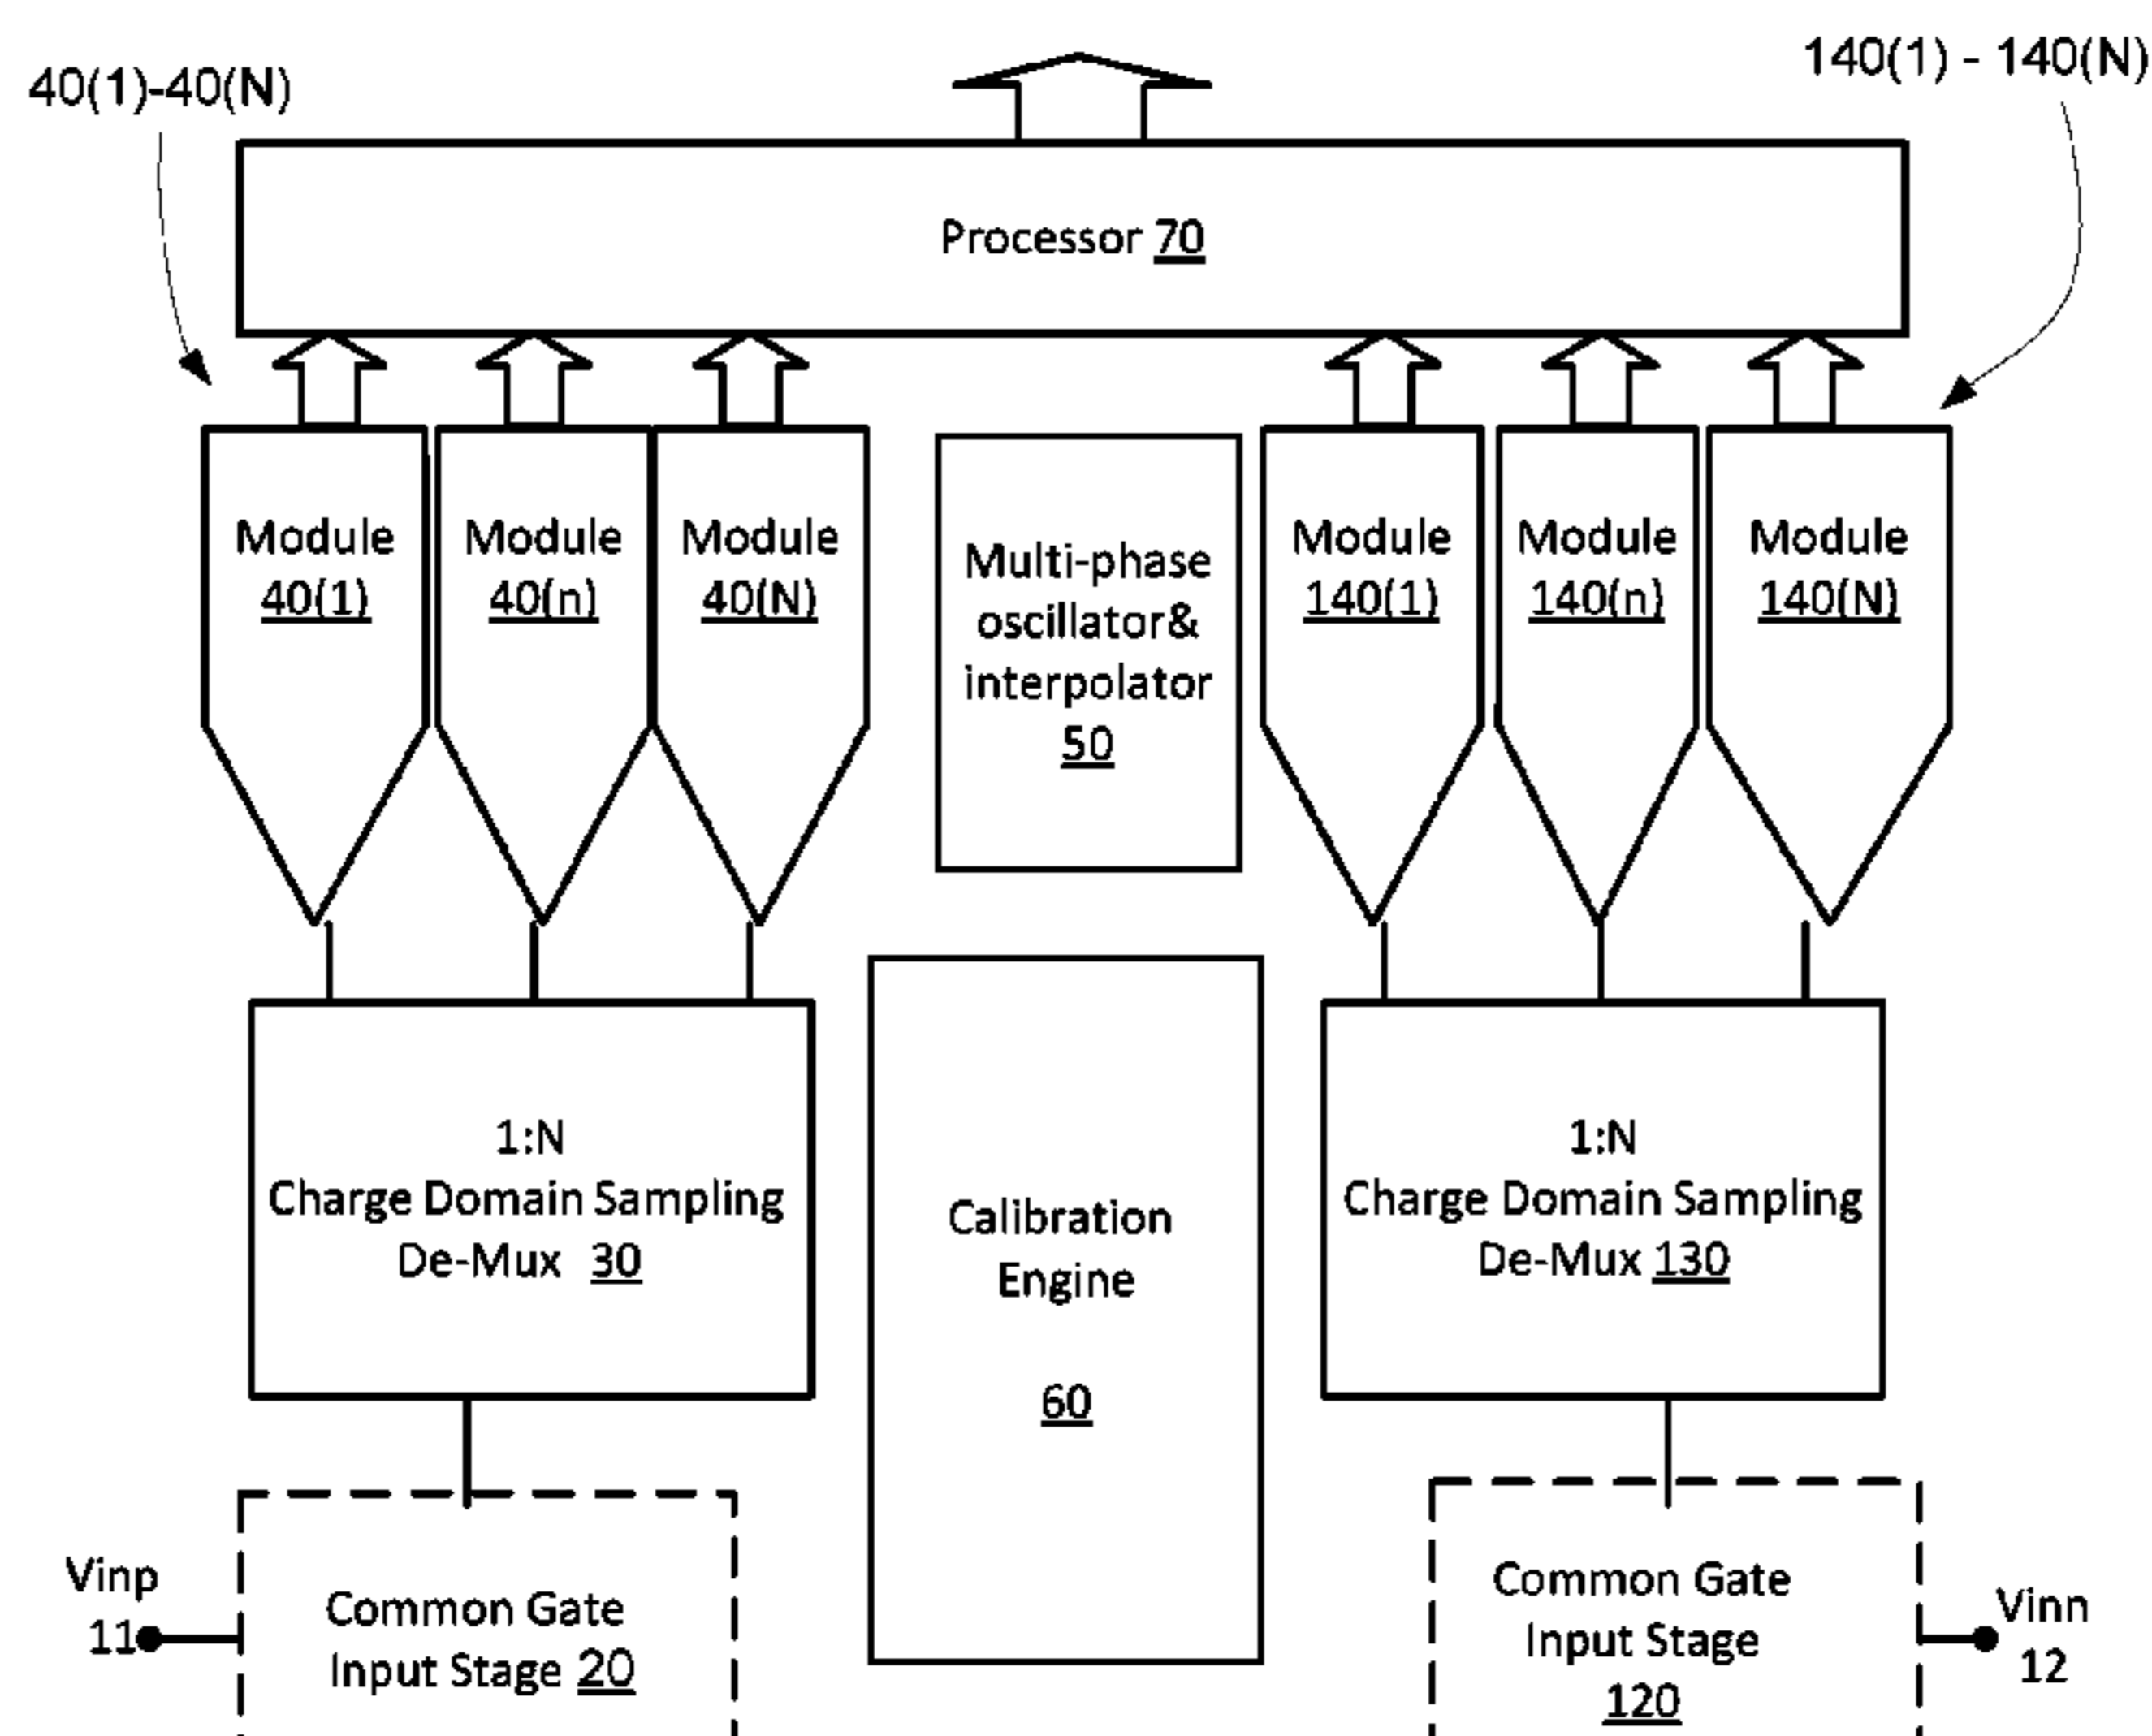 40(1)-40(N)
140(1) - 140(N)
Processor 70
Module
40(1)
Module
40(n)
Module
40(N)
Multi-phase
oscillator&
interpolator
50
Module
140(1)
Module
140(n)
Module
140(N)
1:N
Charge Domain Sampling
De-Mux 30
Calibration
Engine
60
1:N
Charge Domain Sampling
De-Mux 130
Vinp
11
Common Gate
Input Stage 20
Common Gate
Input Stage
120
Vinn
12